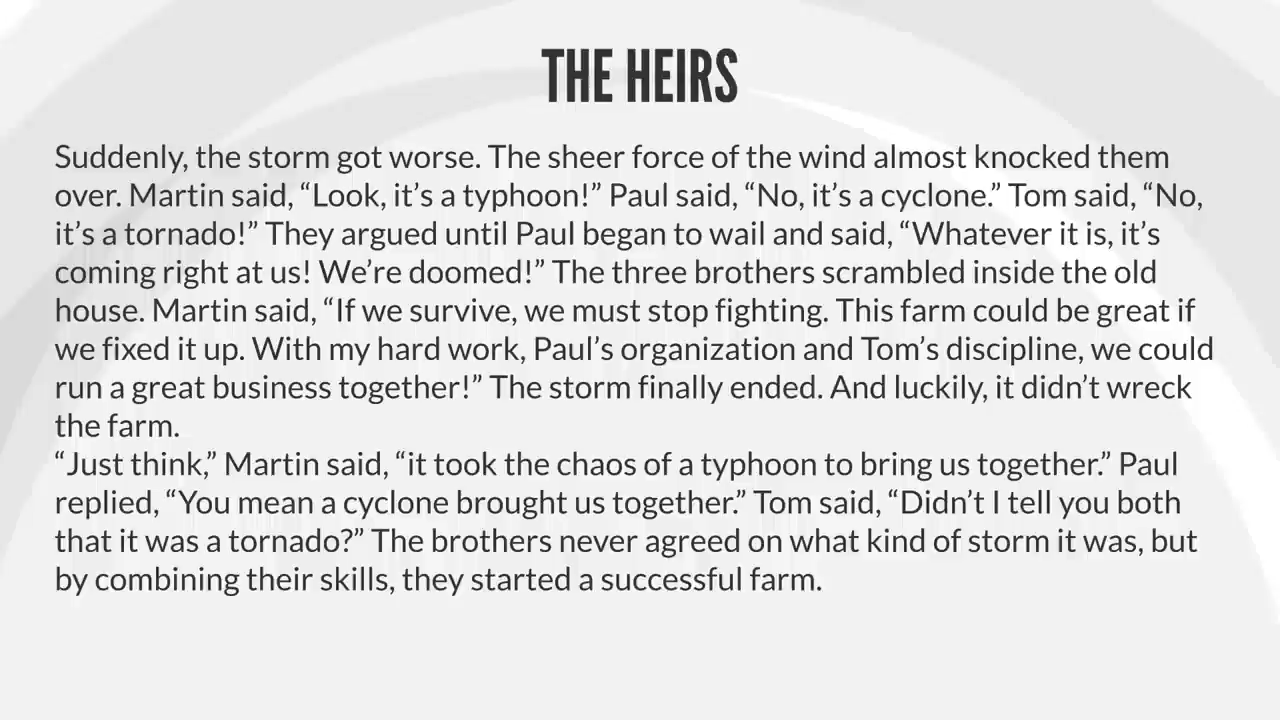 THE HEIRS
Suddenly, the storm got worse. The sheer force of the wind almost knocked them
over. Martin said, “Look, it’s a typhoon!” Paul said, “No, it’s a cyclone.” Tom said, “No,
it’s a tornado!” They argued until Paul began to wail and said, “Whatever it is, it’s
coming right at us! We’re doomed!” The three brothers scrambled inside the old
house. Martin said, “If we survive, we must stop fighting. This farm could be great if
we fixed it up. With my hard work, Paul’s organization and Tom’s discipline, we could
run a great business together!” The storm finally ended. And luckily, it didn’t wreck
the farm.
“Just think,” Martin said, “it took the chaos of a typhoon to bring us together.” Paul
replied, “You mean a cyclone brought us together.” Tom said, “Didn’t I tell you both
that it was a tornado?” The brothers never agreed on what kind of storm it was, but
by combining their skills, they started a successful farm.